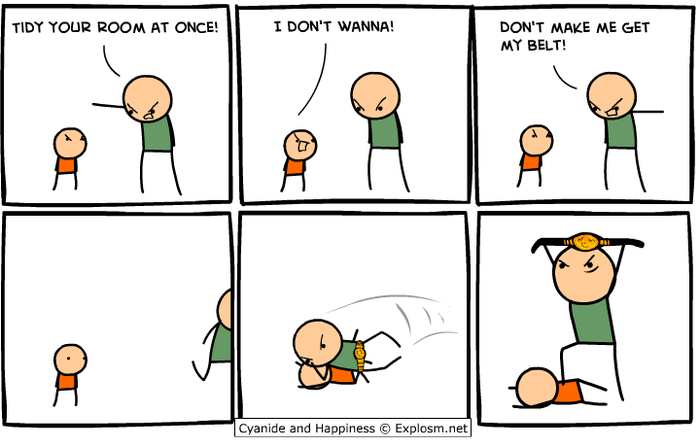 TIDY YOUR ROOM AT ONCE!
I DON'T WANNA!
DON'T MAKE ME GET
MY BELT!
Cyanide and Happiness © Explosm.net